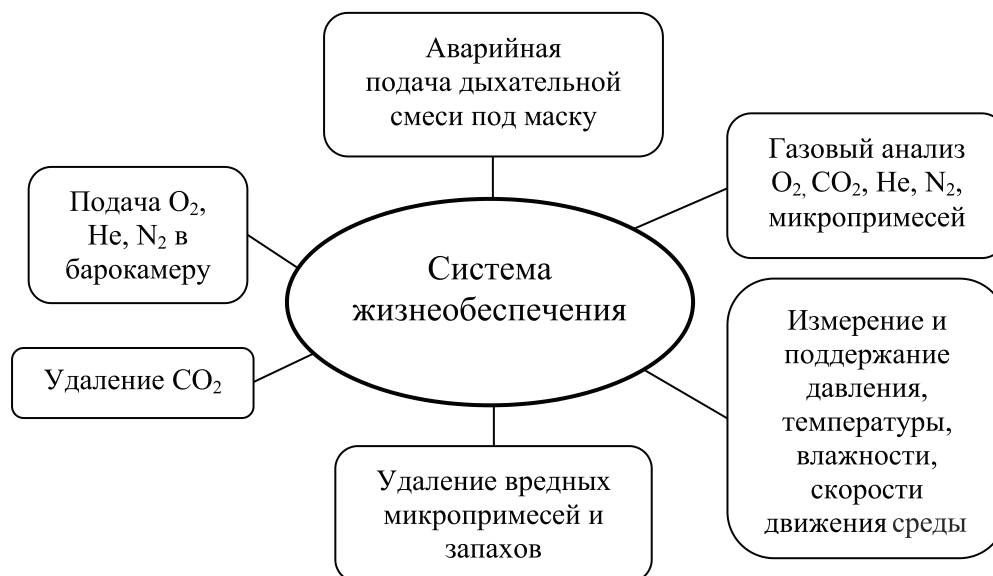 Аварийная
подача дыхательной
смеси под маску
Газовый анализ
O₂, CO₂, He, N₂,
микропримесей
Подача O₂,
He, N₂ в
барокамеру
Система
жизнеобеспечения
Измерение и
поддержание
давления,
температуры,
влажности,
скорости
движения среды
Удаление CO₂
Удаление вредных
микропримесей и
запахов